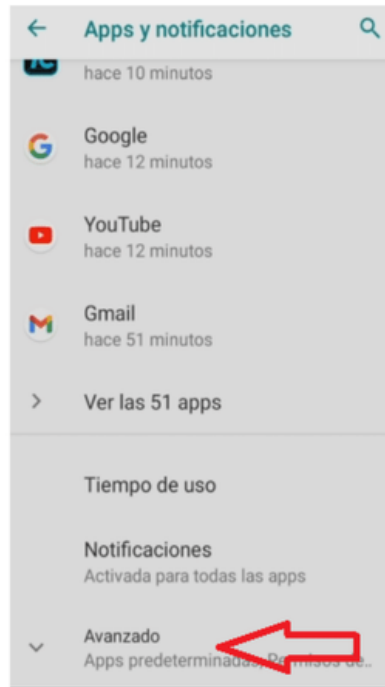 Apps y notificaciones
hace 10 minutos
Google
hace 12 minutos
YouTube
hace 12 minutos
Gmail
hace 51 minutos
Ver las 51 apps
Tiempo de uso
Notificaciones
Activada para todas las apps
Avanzado
Apps predeterminadas, Permisos de..